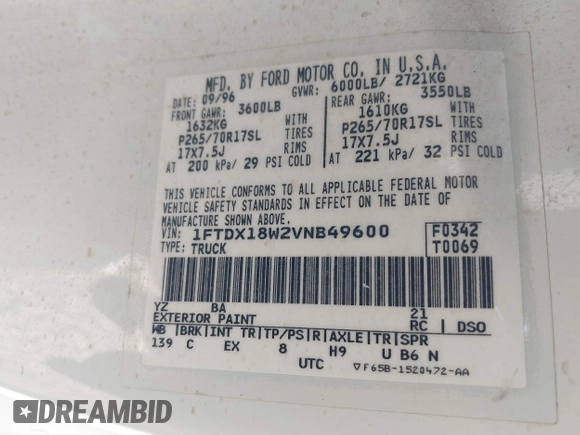 MFD. BY FORD MOTOR CO. IN U.S.A.
DATE: 09/96 GVWR: 6000LB/ 2721KG
FRONT GAWR: 3600LB REAR GAWR: 3550LB
1632KG WITH 1610KG WITH
P265/70R17SL TIRES P265/70R17SL TIRES
17X7.5J RIMS 17X7.5J RIMS
AT 200 kPa/ 29 PSI COLD AT 221 kPa/ 32 PSI COLD
THIS VEHICLE CONFORMS TO ALL APPLICABLE FEDERAL MOTOR
VEHICLE SAFETY STANDARDS IN EFFECT ON THE DATE OF
MANUFACTURE SHOWN ABOVE.
VIN: 1FTDX18W2VNB49600 F0342
TYPE: TRUCK T0069
YZ BA 21
EXTERIOR PAINT RC DSO
WB BRK INT TR TP/PS R AXLE TR SPR
139 C EX 8 H9 U B6 N
UTC ▽F65B-1520472-AA
DREAMBID